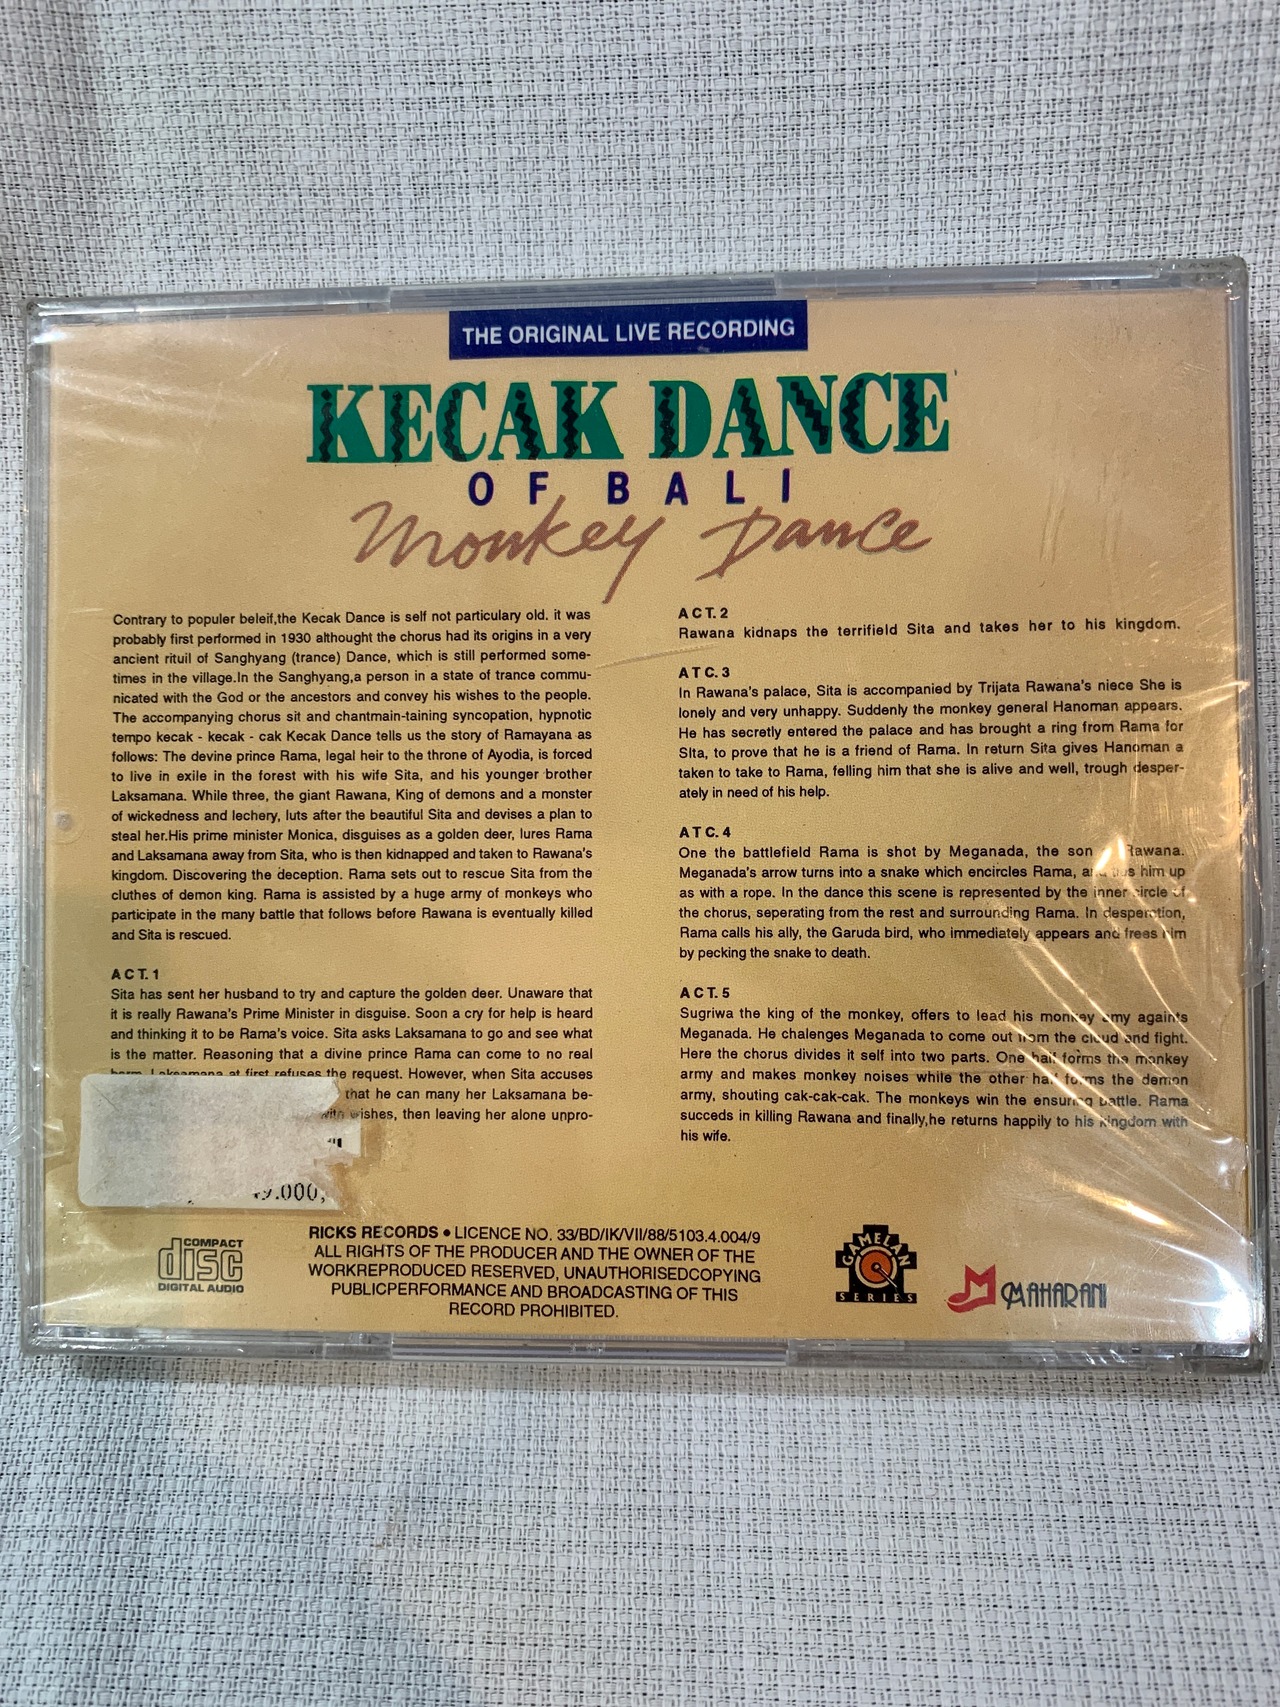 THE ORIGINAL LIVE RECORDING
KECAK DANCE
OF BALI
Monkey Dance
Contrary to populer beleif,the Kecak Dance is self not particulary old. it was
probably first performed in 1930 althought the chorus had its origins in a very
ancient rituil of Sanghyang (trance) Dance, which is still performed some-
times in the village.In the Sanghyang,a person in a state of trance commu-
nicated with the God or the ancestors and convey his wishes to the people.
The accompanying chorus sit and chantmain-taining syncopation, hypnotic
tempo kecak - kecak - cak Kecak Dance tells us the story of Ramayana as
follows: The devine prince Rama, legal heir to the throne of Ayodia, is forced
to live in exile in the forest with his wife Sita, and his younger brother
Laksamana. While three, the giant Rawana, King of demons and a monster
of wickedness and lechery, luts after the beautiful Sita and devises a plan to
steal her.His prime minister Monica, disguises as a golden deer, lures Rama
and Laksamana away from Sita, who is then kidnapped and taken to Rawana's
kingdom. Discovering the deception. Rama sets out to rescue Sita from the
cluthes of demon king. Rama is assisted by a huge army of monkeys who
participate in the many battle that follows before Rawana is eventually killed
and Sita is rescued.
ACT. 1
Sita has sent her husband to try and capture the golden deer. Unaware that
it is really Rawana's Prime Minister in disguise. Soon a cry for help is heard
and thinking it to be Rama's voice. Sita asks Laksamana to go and see what
is the matter. Reasoning that a divine prince Rama can come to no real
harm, Laksamana at first refuses the request. However, when Sita accuses
that he can many her Laksamana be-
with wishes, then leaving her alone unpro-
9.000,
ACT. 2
Rawana kidnaps the terrifield Sita and takes her to his kingdom.
ATC. 3
In Rawana's palace, Sita is accompanied by Trijata Rawana's niece She is
lonely and very unhappy. Suddenly the monkey general Hanoman appears.
He has secretly entered the palace and has brought a ring from Rama for
SIta, to prove that he is a friend of Rama. In return Sita gives Hanoman a
taken to take to Rama, felling him that she is alive and well, trough desper-
ately in need of his help.
ATC. 4
One the battlefield Rama is shot by Meganada, the son Rawana.
Meganada's arrow turns into a snake which encircles Rama, and ties him up
as with a rope. In the dance this scene is represented by the inner circle of
the chorus, seperating from the rest and surrounding Rama. In desperation,
Rama calls his ally, the Garuda bird, who immediately appears and frees him
by pecking the snake to death.
ACT. 5
Sugriwa the king of the monkey, offers to lead his monkey amy againts
Meganada. He chalenges Meganada to come out from the cloud and fight.
Here the chorus divides it self into two parts. One half forms the monkey
army and makes monkey noises while the other half forms the demon
army, shouting cak-cak-cak. The monkeys win the ensuring battle. Rama
succeds in killing Rawana and finally,he returns happily to his kingdom with
his wife.
COMPACT
disc
DIGITAL AUDIO
RICKS RECORDS • LICENCE NO. 33/BD/IK/VII/88/5103.4.004/9
ALL RIGHTS OF THE PRODUCER AND THE OWNER OF THE
WORKREPRODUCED RESERVED, UNAUTHORISEDCOPYING
PUBLICPERFORMANCE AND BROADCASTING OF THIS
RECORD PROHIBITED.
GAMELAN
SERIES
MAHARANI